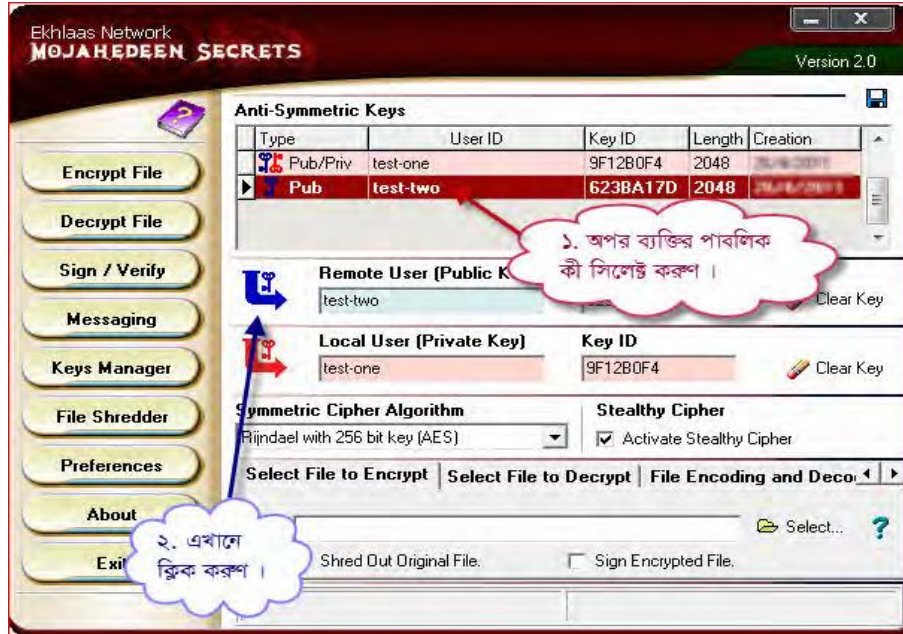 Ekhlaas Network
MOJAHEDEEN SECRETS
Version 2.0
Encrypt File
Decrypt File
Sign / Verify
Messaging
Keys Manager
File Shredder
Preferences
About
Exit
Anti-Symmetric Keys
Type User ID Key ID Length Creation
Pub/Priv test-one 9F12B0F4 2048
Pub test-two 623BA17D 2048
১. অপর ব্যক্তির পাবলিক
কী সিলেক্ট করুণ ।
Remote User (Public K
test-two
Clear Key
Local User (Private Key) Key ID
test-one 9F12B0F4 Clear Key
Symmetric Cipher Algorithm Stealthy Cipher
Rijndael with 256 bit key (AES) Activate Stealthy Cipher
Select File to Encrypt Select File to Decrypt File Encoding and Deco
Select... ?
২. এখানে
ক্লিক করুণ ।
Shred Out Original File. Sign Encrypted File.